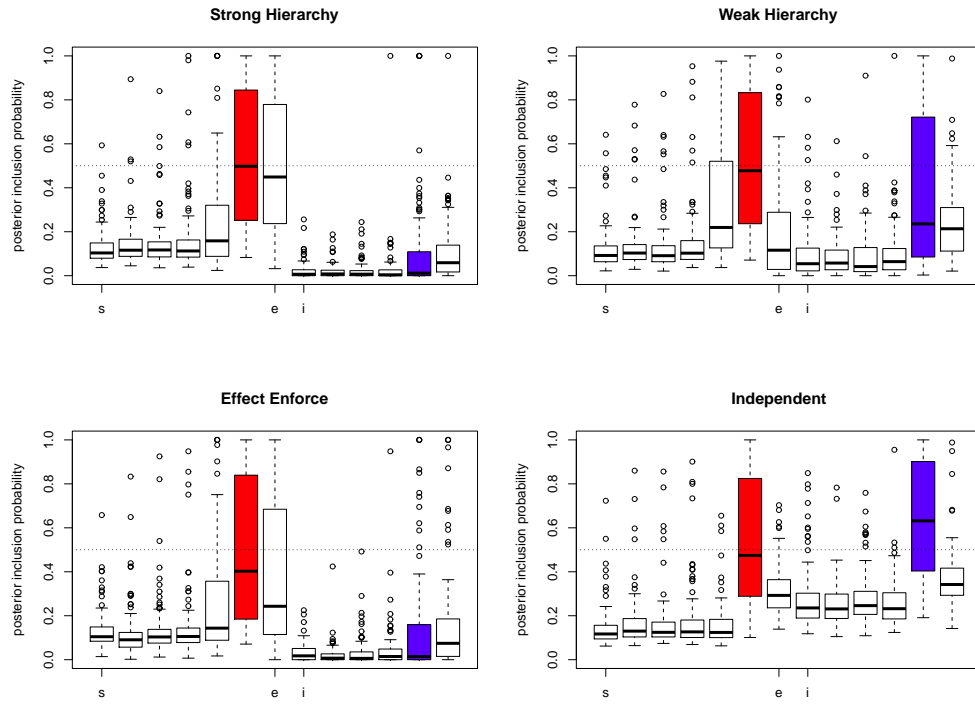 Strong Hierarchy
posterior inclusion probability
0.0 0.2 0.4 0.6 0.8 1.0
s e i
Weak Hierarchy
posterior inclusion probability
0.0 0.2 0.4 0.6 0.8 1.0
s e i
Effect Enforce
posterior inclusion probability
0.0 0.2 0.4 0.6 0.8 1.0
s e i
Independent
posterior inclusion probability
0.0 0.2 0.4 0.6 0.8 1.0
s e i